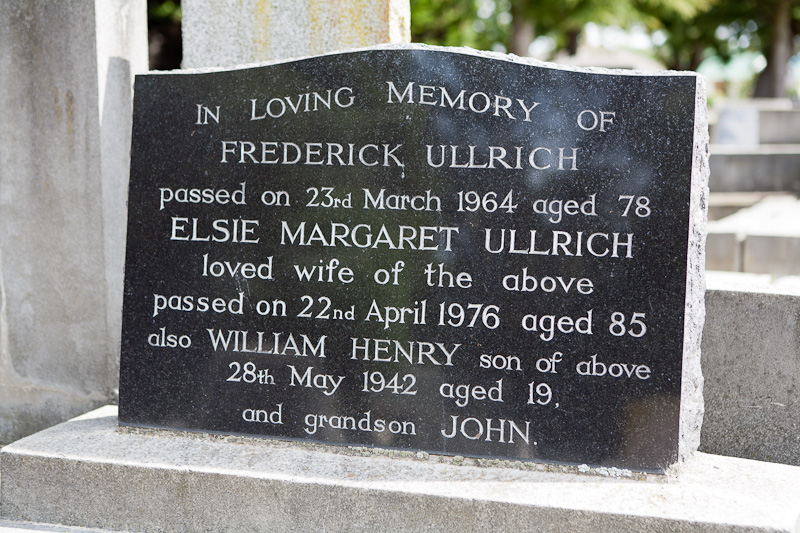 IN LOVING MEMORY OF
FREDERICK ULLRICH
passed on 23rd March 1964 aged 78
ELSIE MARGARET ULLRICH
loved wife of the above
passed on 22nd April 1976 aged 85
also WILLIAM HENRY son of above
28th May 1942 aged 19,
and grandson JOHN.